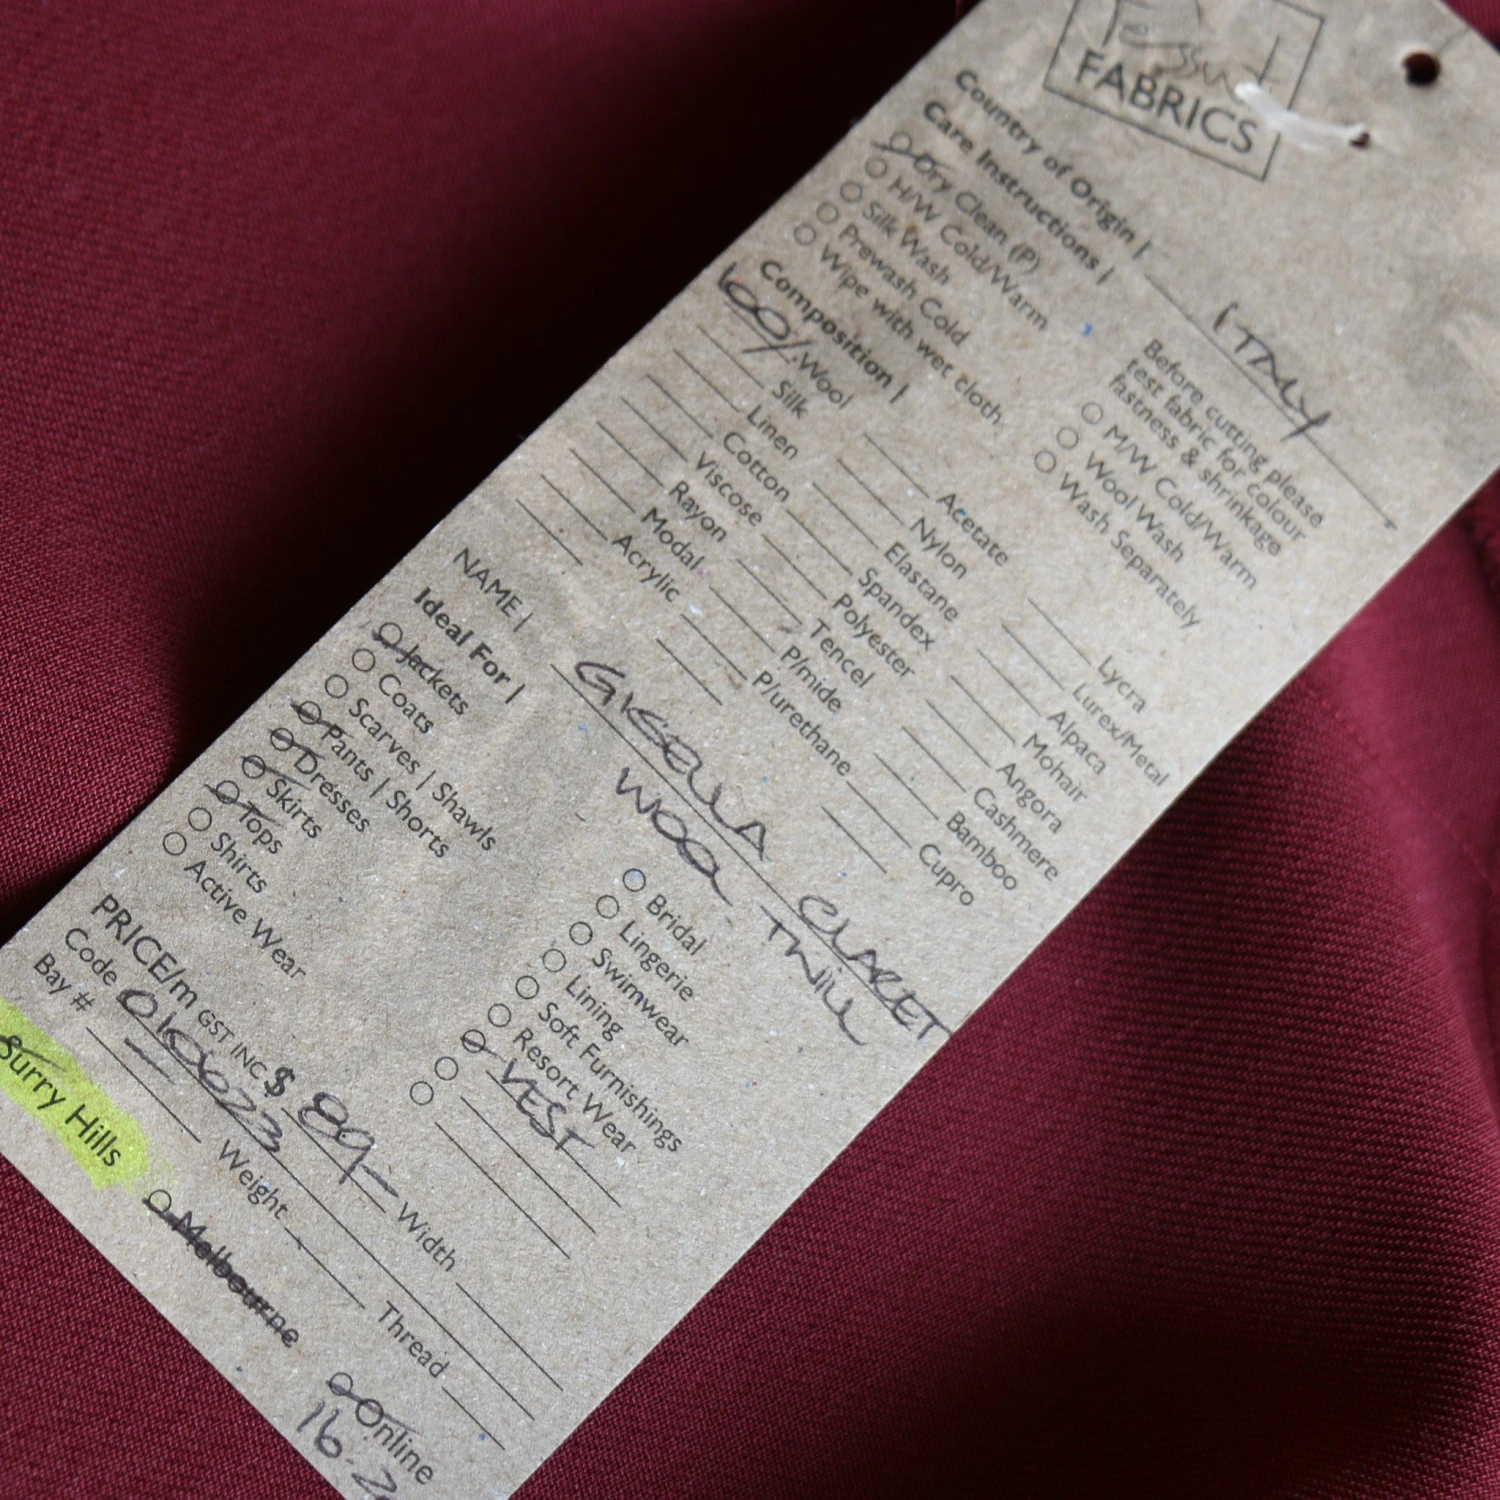 Tessuti
FABRICS
Country of Origin | ITALY
Care Instructions |
Before cutting please
test fabric for colour
fastness & shrinkage
Dry Clean (P)
H/W Cold/Warm
Silk Wash
Prewash Cold
Wipe with wet cloth
M/W Cold/Warm
Wool Wash
Wash Separately
Composition |
100% Wool
Silk
Linen
Cotton
Viscose
Rayon
Modal
Acrylic
Acetate
Nylon
Elastane
Spandex
Polyester
Tencel
P/mide
P/urethane
Lycra
Lurex/Metal
Alpaca
Mohair
Angora
Cashmere
Bamboo
Cupro
NAME | GISELLA CLARET
WOOL TWILL
Ideal For |
Jackets
Coats
Scarves | Shawls
Pants | Shorts
Dresses
Skirts
Tops
Shirts
Active Wear
Bridal
Lingerie
Swimwear
Lining
Soft Furnishings
Resort Wear
VEST
PRICE/m GST INC $ 89- Width
Code 010623
Weight
Bay #
Thread
Surry Hills
Melbourne
Online